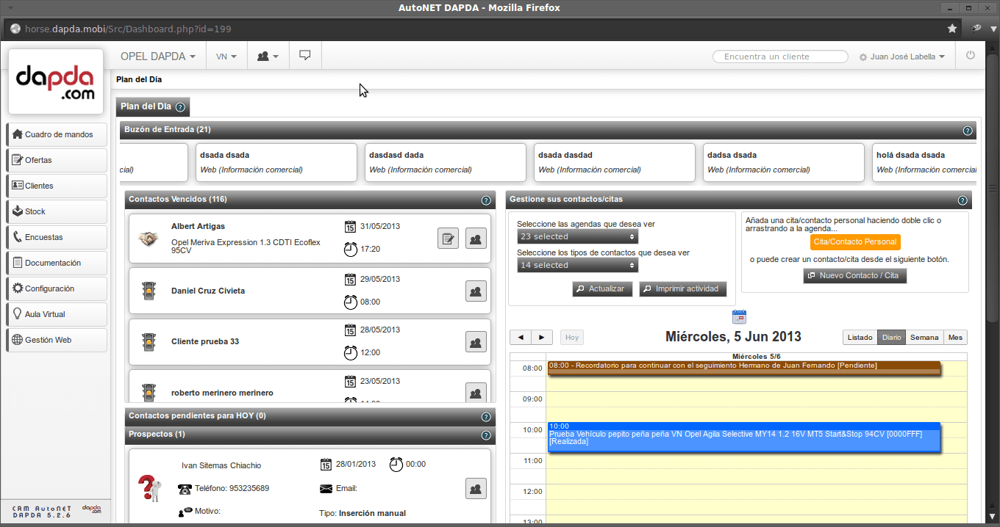 AutoNET DAPDA - Mozilla Firefox
horse.dapda.mobi/Src/Dashboard.php?id=199
dapda
.com
OPEL DAPDA
VN
Encuentra un cliente
Juan José Labella
Plan del Día
Cuadro de mandos
Ofertas
Clientes
Stock
Encuestas
Documentación
Configuración
Aula Virtual
Gestión Web
CRM AutoNET
DAPDA 5.2.6
dapda
.com
Plan del Día ?
Buzón de Entrada (21) ?
cial)
dsada dsada
Web (Información comercial)
dasdasd dada
Web (Información comercial)
dsada dasdad
Web (Información comercial)
dadsa dsada
Web (Información comercial)
holá dsada dsada
Web (Información comercial)
Contactos Vencidos (116) ?
Albert Artigas
Opel Meriva Expression 1.3 CDTI Ecoflex
95CV
15 31/05/2013
17:20
Daniel Cruz Civieta
15 29/05/2013
08:00
Cliente prueba 33
15 28/05/2013
12:00
roberto merinero merinero
15 23/05/2013
Contactos pendientes para HOY (0) ?
Prospectos (1) ?
Ivan Sitemas Chiachio
15 28/01/2013 00:00
Teléfono: 953235689
Email:
Motivo:
Tipo: Inserción manual
Gestione sus contactos/citas ?
Seleccione las agendas que desea ver
23 selected
Seleccione los tipos de contactos que desea ver
14 selected
Actualizar
Imprimir actividad
Añada una cita/contacto personal haciendo doble clic o
arrastrando a la agenda...
Cita/Contacto Personal
o puede crear un contacto/cita desde el siguiente botón.
Nuevo Contacto / Cita
Hoy
Miércoles, 5 Jun 2013
Listado Diario Semana Mes
Miércoles 5/6
08:00
08:00 - Recordatorio para continuar con el seguimiento Hermano de Juan Fernando [Pendiente]
09:00
10:00
10:00
Prueba Vehículo pepito peña peña VN Opel Agila Selective MY14 1.2 16V MT5 Start&Stop 94CV [0000FFF]
[Realizada]
11:00
12:00
13:00